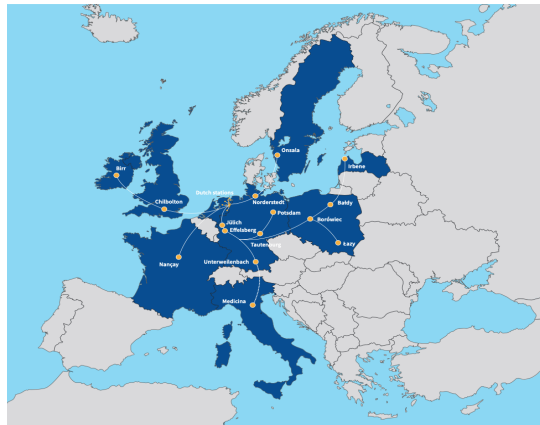 Onsala
Irbene
Birr
Dutch stations
Chilbolton
Norderstedt
Bałdy
Potsdam
Borówiec
Jülich
Effelsberg
Tautenburg
Łazy
Nançay
Unterweilenbach
Medicina